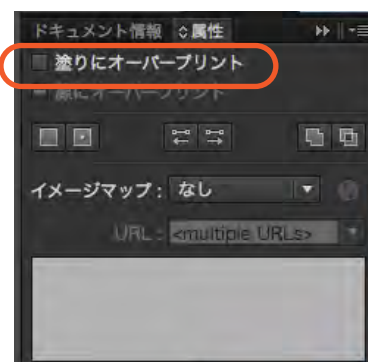 ドキュメント情報 属性
塗りにオーバープリント
線にオーバープリント
イメージマップ： なし
URL： <multiple URLs>